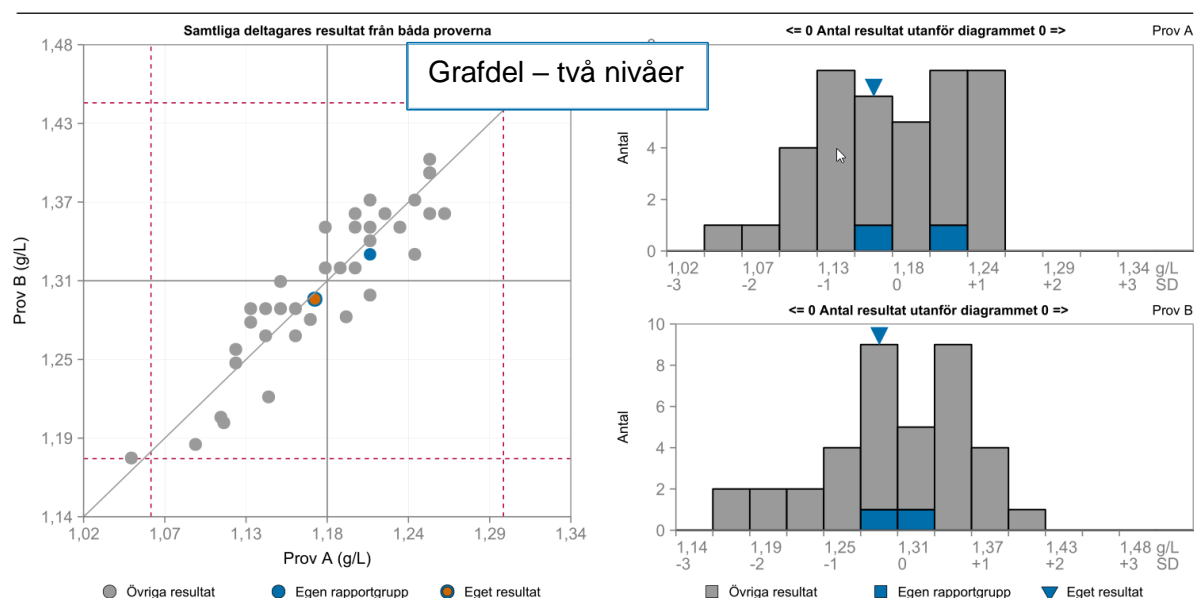 Samtliga deltagares resultat från båda proverna
Grafdel – två nivåer
1,48
1,43
1,37
1,31
1,25
1,19
1,14
Prov B (g/L)
1,02 1,07 1,13 1,18 1,24 1,29 1,34
Prov A (g/L)
Övriga resultat Egen rapportgrupp Eget resultat
<= 0 Antal resultat utanför diagrammet 0 => Prov A
Antal
4
2
0
1,02 1,07 1,13 1,18 1,24 1,29 1,34 g/L
-3 -2 -1 0 +1 +2 +3 SD
<= 0 Antal resultat utanför diagrammet 0 => Prov B
10
8
6
4
2
0
Antal
1,14 1,19 1,25 1,31 1,37 1,43 1,48 g/L
-3 -2 -1 0 +1 +2 +3 SD
Övriga resultat Egen rapportgrupp Eget resultat